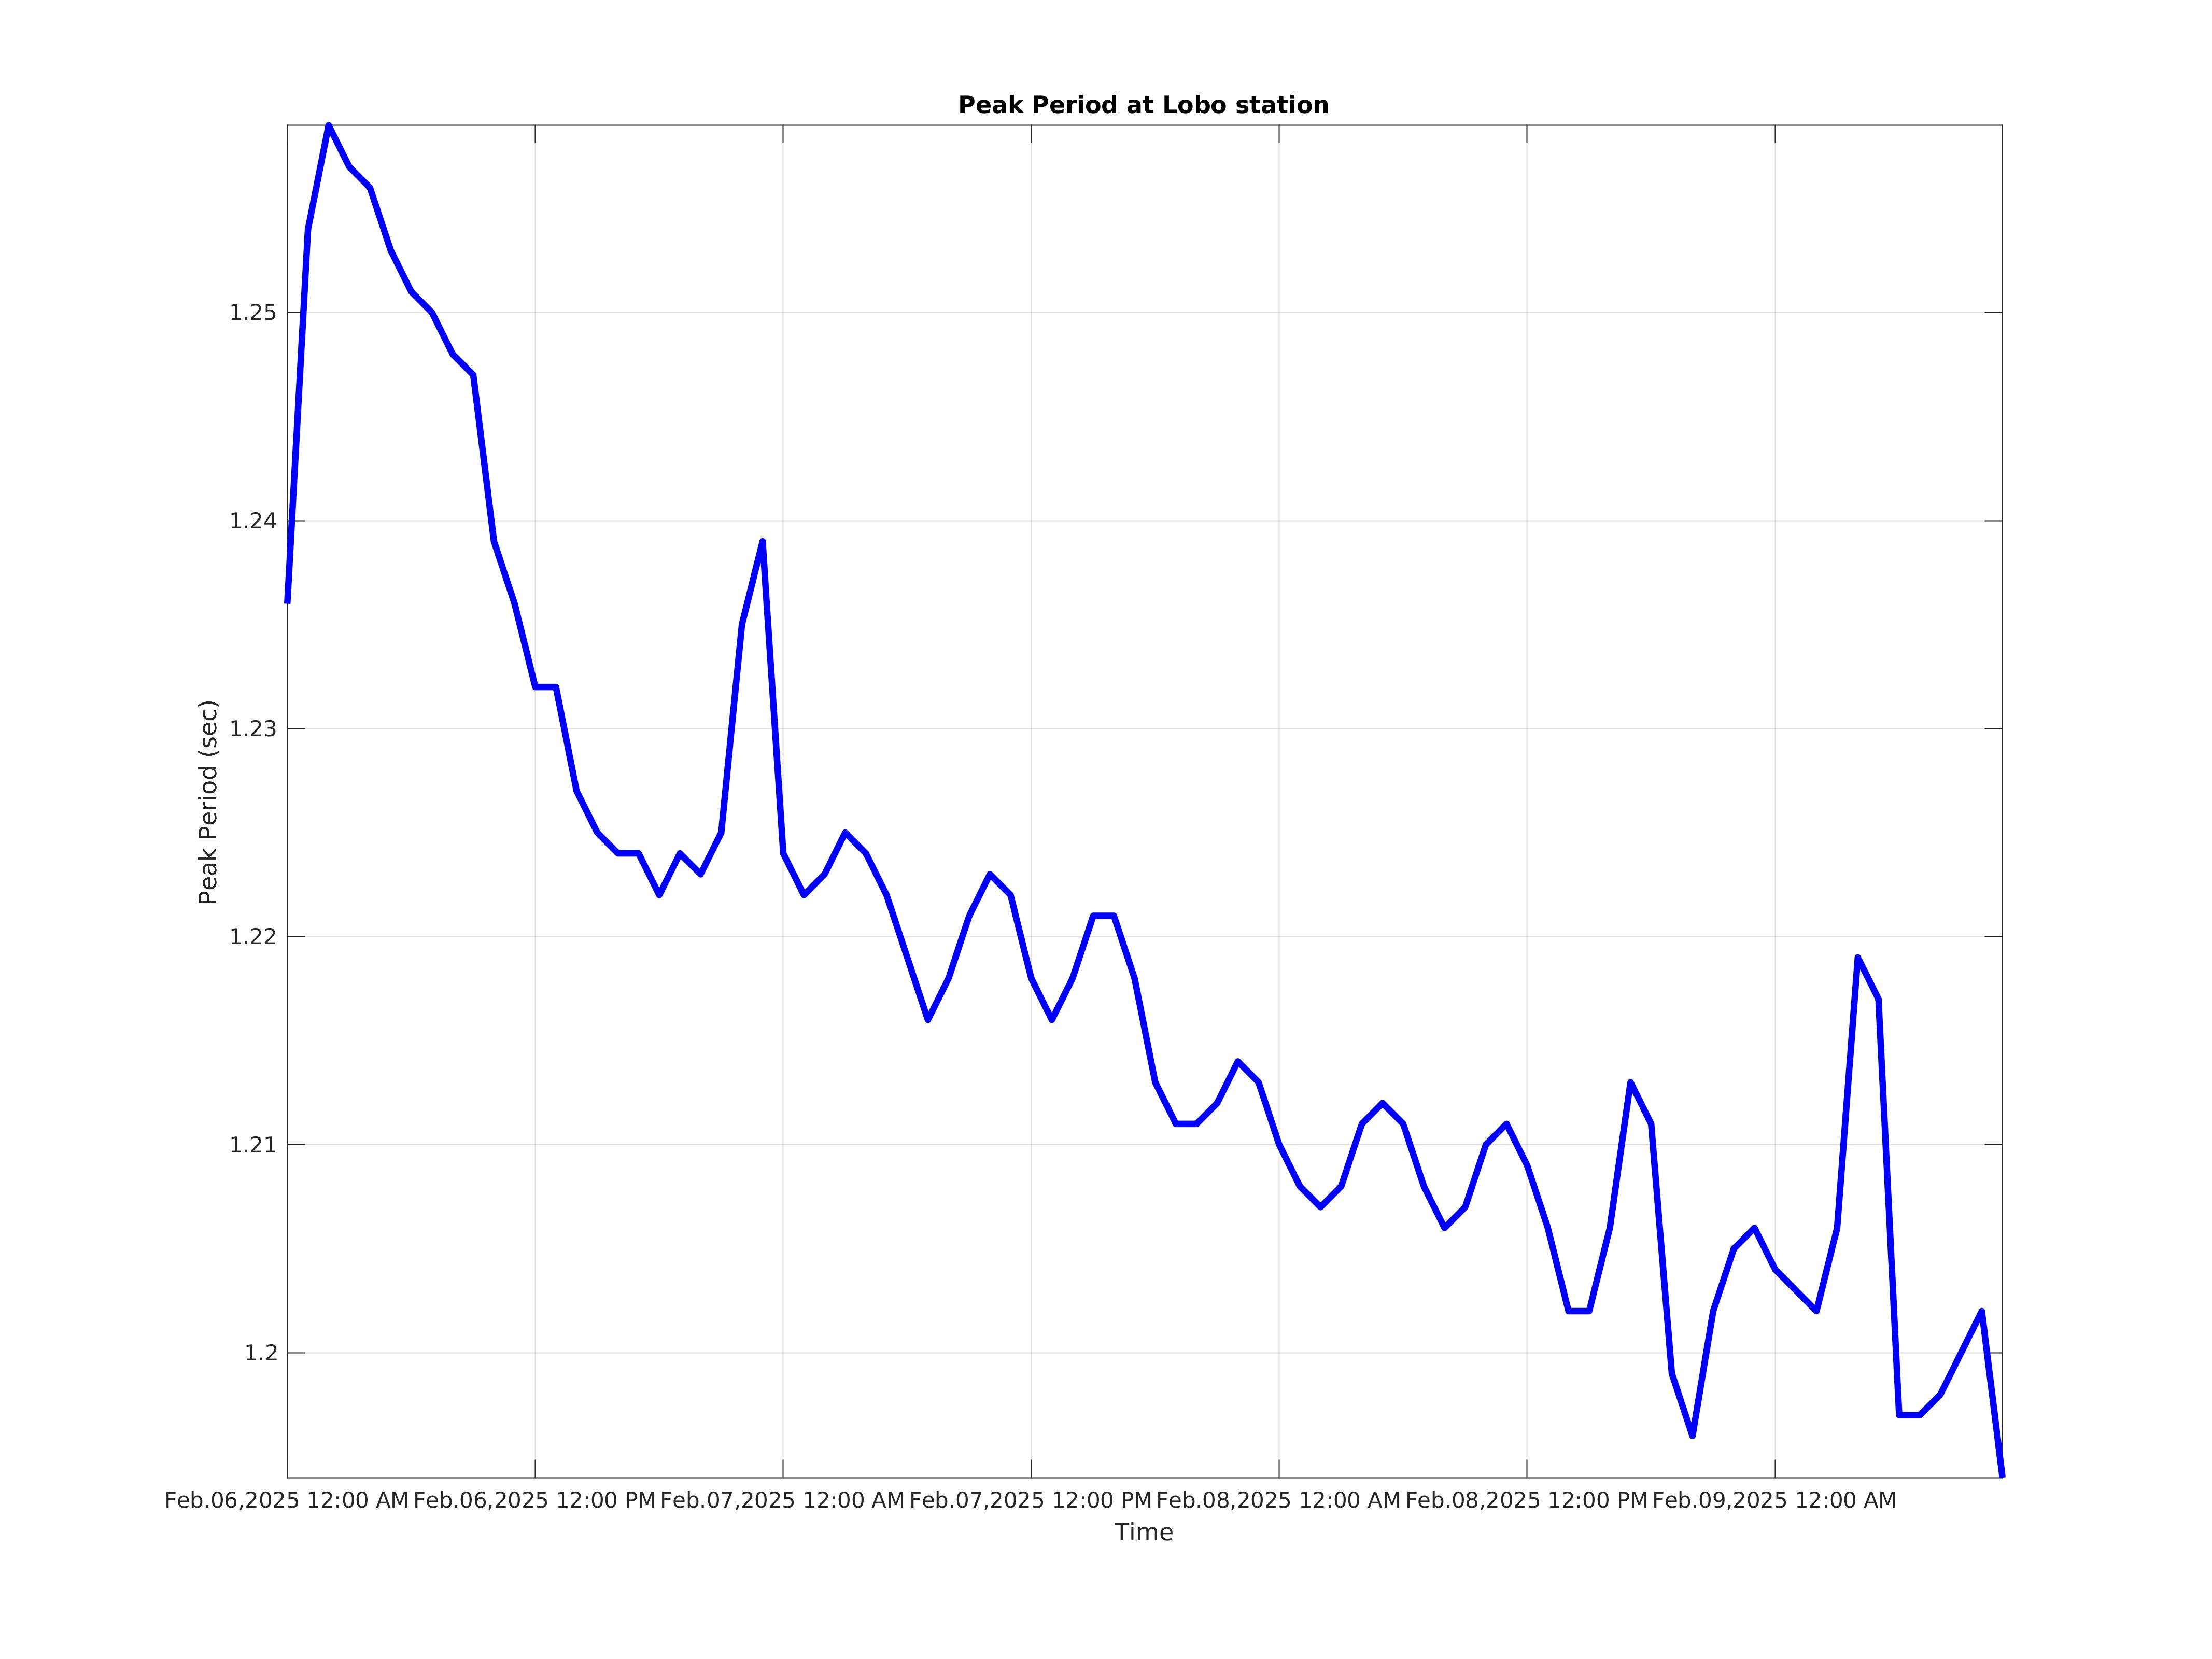 Peak Period at Lobo station
Peak Period (sec)
1.25
1.24
1.23
1.22
1.21
1.2
Feb.06,2025 12:00 AM Feb.06,2025 12:00 PM Feb.07,2025 12:00 AM Feb.07,2025 12:00 PM Feb.08,2025 12:00 AM Feb.08,2025 12:00 PM Feb.09,2025 12:00 AM
Time